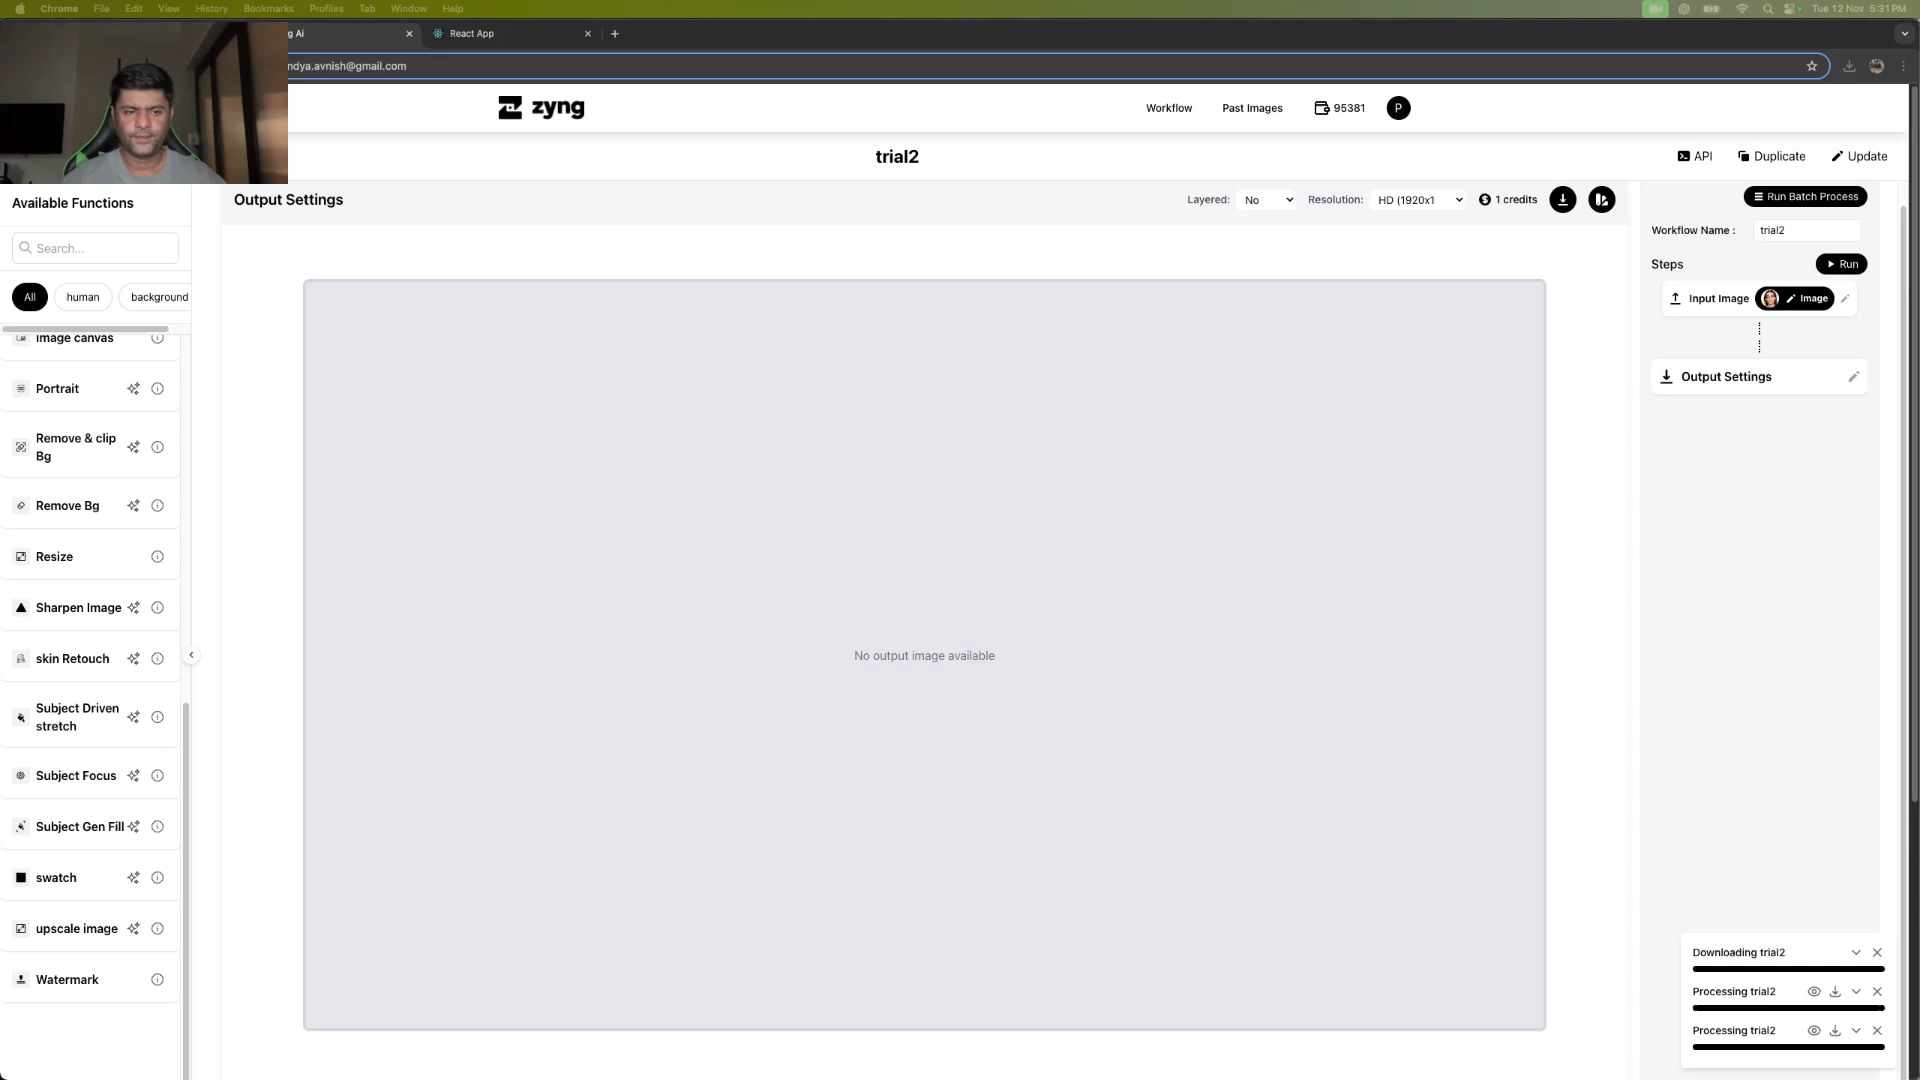 Chrome File Edit View History Bookmarks Profiles Tab Window Help Tue 12 Nov 5:31 PM
g Ai React App
ndya.avnish@gmail.com
zyng Workflow Past Images 95381 P
trial2 API Duplicate Update
Available Functions
Search...
All human background
Image canvas
Portrait
Remove & clip
Bg
Remove Bg
Resize
Sharpen Image
skin Retouch
Subject Driven
stretch
Subject Focus
Subject Gen Fill
swatch
upscale image
Watermark
Output Settings Layered: No Resolution: HD (1920x1 1 credits
No output image available
Run Batch Process
Workflow Name : trial2
Steps Run
Input Image Image
Output Settings
Downloading trial2
Processing trial2
Processing trial2